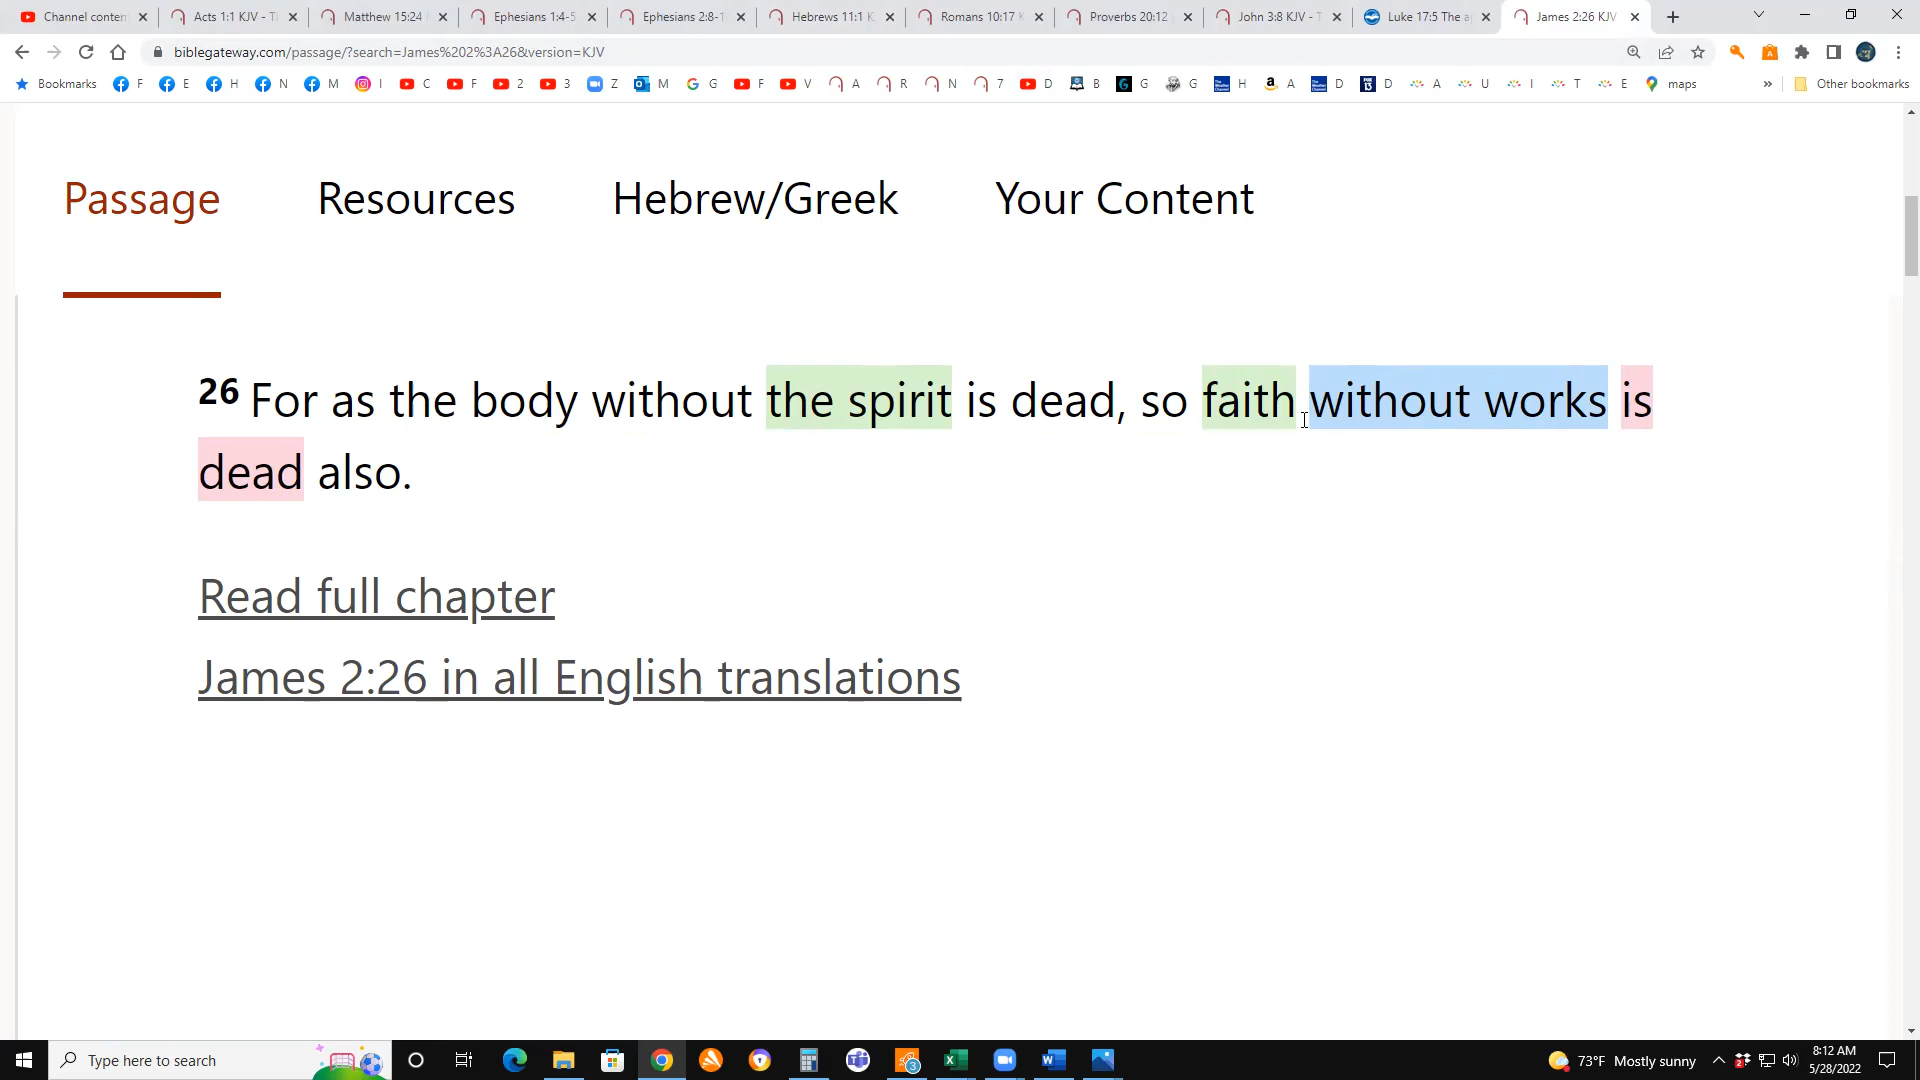 Channel conten Acts 1:1 KJV - T Matthew 15:24 Ephesians 1:4-5 Ephesians 2:8-1 Hebrews 11:1 K Romans 10:17 Proverbs 20:12 John 3:8 KJV - T Luke 17:5 The a James 2:26 KJV
biblegateway.com/passage/?search=James%202%3A26&version=KJV
Bookmarks F E H N M I C F 2 3 Z M G F V A R N 7 D B G G H A D D A U I T E maps » Other bookmarks
Passage Resources Hebrew/Greek Your Content
26 For as the body without the spirit is dead, so faith without works is
dead also.
Read full chapter
James 2:26 in all English translations
Type here to search 3 73°F Mostly sunny 8:12 AM
5/28/2022